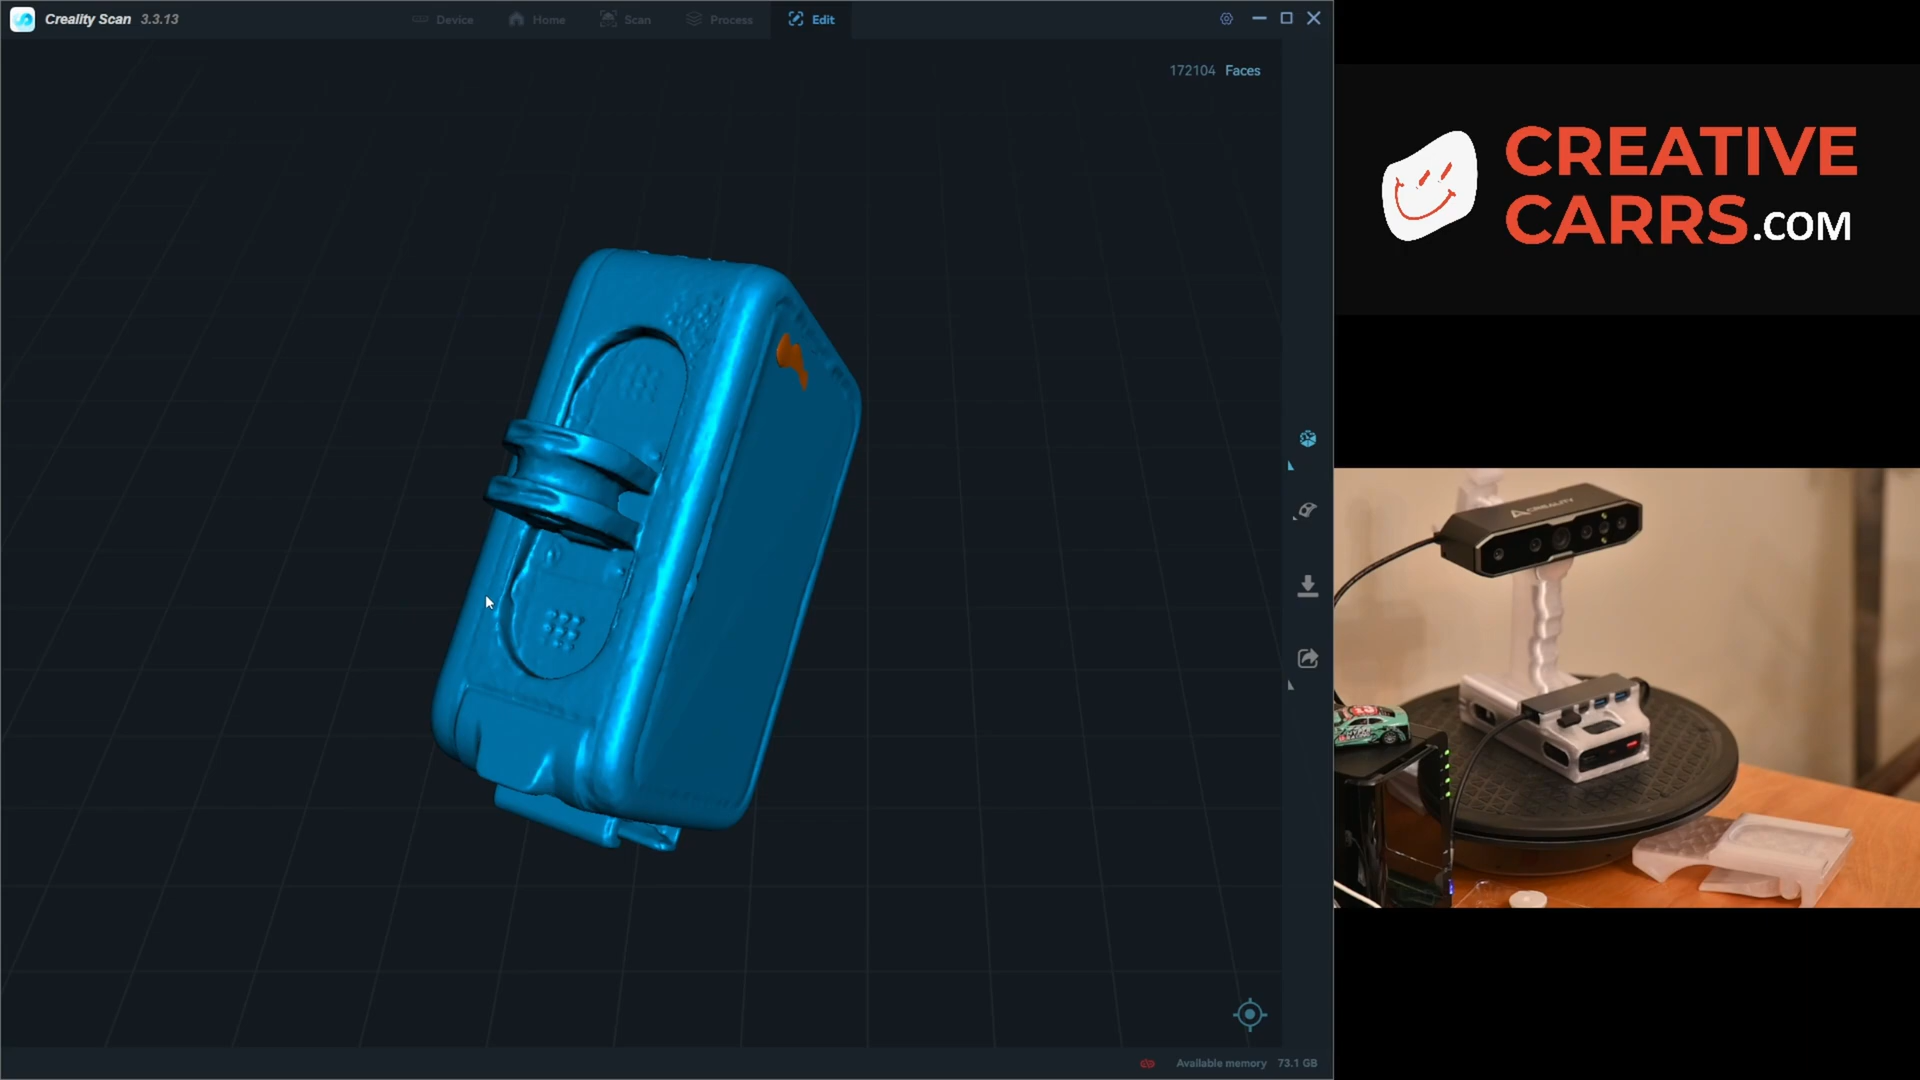 Creality Scan 3.3.13
Device
Home
Scan
Process
Edit
172104 Faces
CREATIVE
CARRS.COM
CREALITY
Available memory 73.1 GB